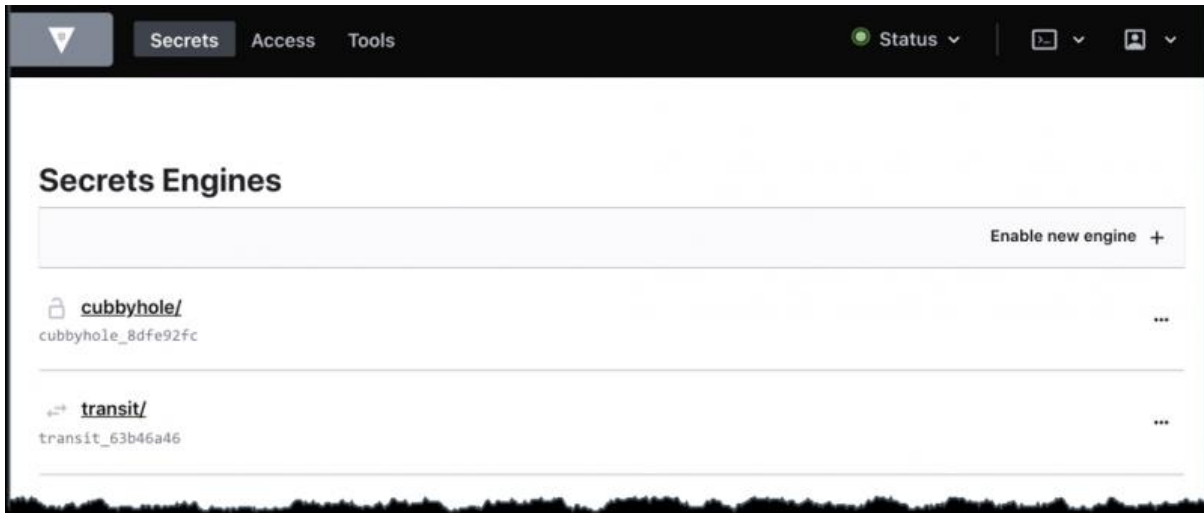 Secrets Access Tools Status
Secrets Engines
Enable new engine +
cubbyhole/
cubbyhole_8dfe92fc
transit/
transit_63b46a46